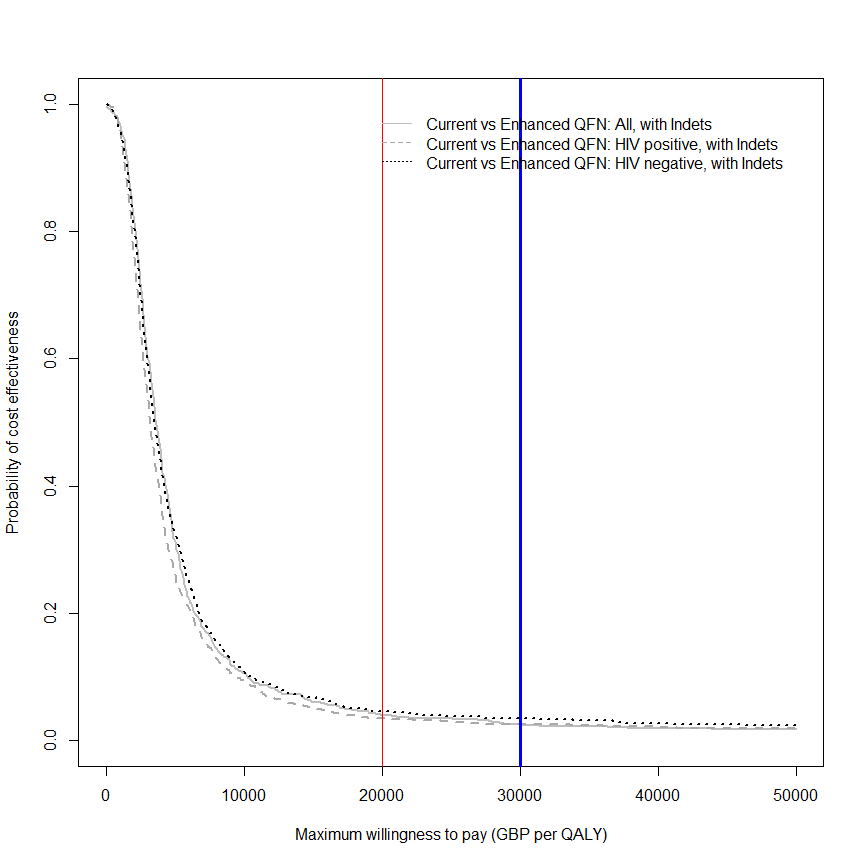 Current vs Enhanced QFN: All, with Indets
Current vs Enhanced QFN: HIV positive, with Indets
Current vs Enhanced QFN: HIV negative, with Indets
Probability of cost effectiveness
1.0
0.8
0.6
0.4
0.2
0.0
0 10000 20000 30000 40000 50000
Maximum willingness to pay (GBP per QALY)